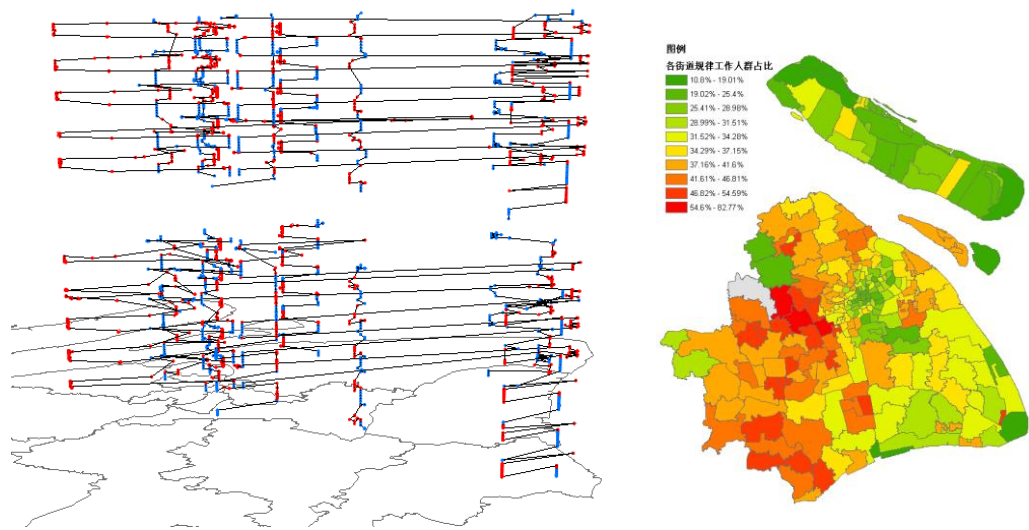 图例
各街道规律工作人群占比
10.8% - 19.01%
19.02% - 25.4%
25.41% - 28.98%
28.99% - 31.51%
31.52% - 34.28%
34.29% - 37.15%
37.16% - 41.6%
41.61% - 46.81%
46.82% - 54.59%
54.6% - 82.77%